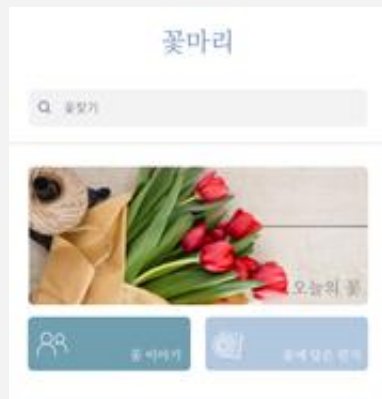 꽃마리
꽃찾기
오늘의 꽃
꽃 이야기
꽃에 담은 편지